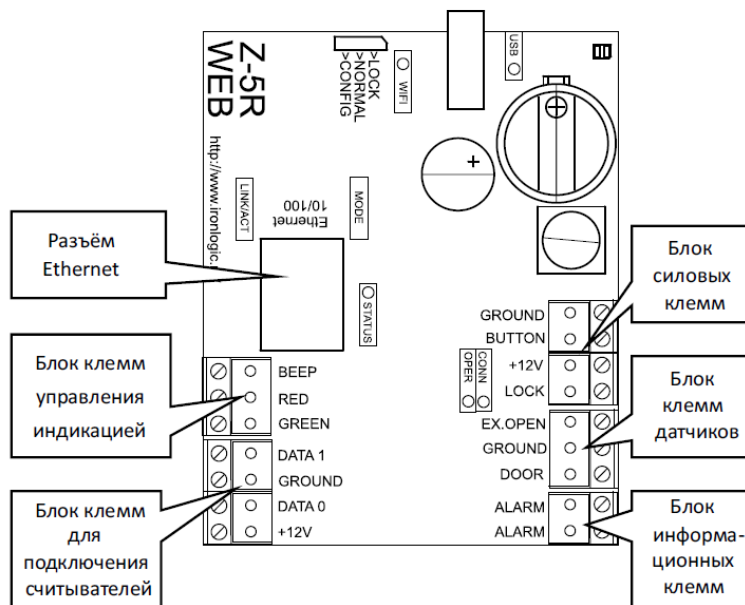 Z-5R
WEB
http://www.ironlogic.
>LOCK
>NORMAL
>CONFIG
WIFI
USB
+
+
LINK/ACT
Ethernet
10/100
MODE
STATUS
Разъём
Ethernet
Блок клемм
управления
индикацией
Блок клемм
для
подключения
считывателей
BEEP
RED
GREEN
DATA 1
GROUND
DATA 0
+12V
OPER
CONN
GROUND
BUTTON
+12V
LOCK
EX.OPEN
GROUND
DOOR
ALARM
ALARM
Блок
силовых
клемм
Блок
клемм
датчиков
Блок
информа-
ционных
клемм